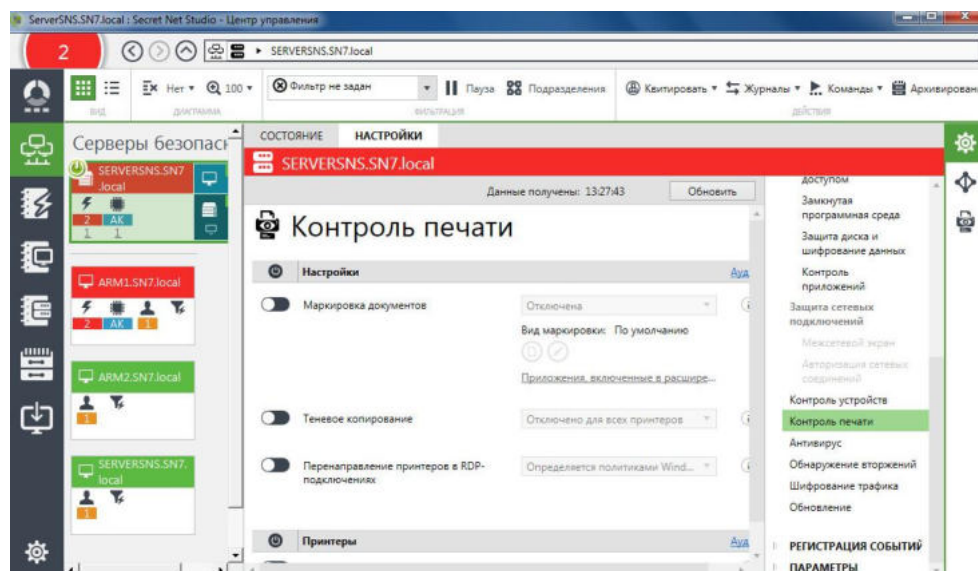 ServerSNS.SN7.local : Secret Net Studio - Центр управления
2
SERVERSNS.SN7.local
Нет
100
Фильтр не задан
Пауза
Подразделения
Квитировать
Журналы
Команды
Архивирован
ВИД
ДИАГРАММА
ФИЛЬТРАЦИЯ
ДЕЙСТВИЯ
Серверы безопасн
SERVERSNS.SN7
.local
2 АК
1 1
ARM1.SN7.local
2 АК 1
ARM2.SN7.local
1
SERVERSNS.SN7.
local
1
СОСТОЯНИЕ НАСТРОЙКИ
SERVERSNS.SN7.local
Данные получены: 13:27:43
Обновить
Контроль печати
Настройки
Ауд
Маркировка документов
Отключена
Вид маркировки: По умолчанию
Приложения, включенные в расшире...
Теневое копирование
Отключено для всех принтеров
Перенаправление принтеров в RDP-
подключениях
Определяется политиками Wind...
Принтеры
Ауд
доступом
Замкнутая
программная среда
Защита диска и
шифрование данных
Контроль
приложений
Защита сетевых
подключений
Межсетевой экран
Авторизация сетевых
соединений
Контроль устройств
Контроль печати
Антивирус
Обнаружение вторжений
Шифрование трафика
Обновление
РЕГИСТРАЦИЯ СОБЫТИЙ
ПАРАМЕТРЫ